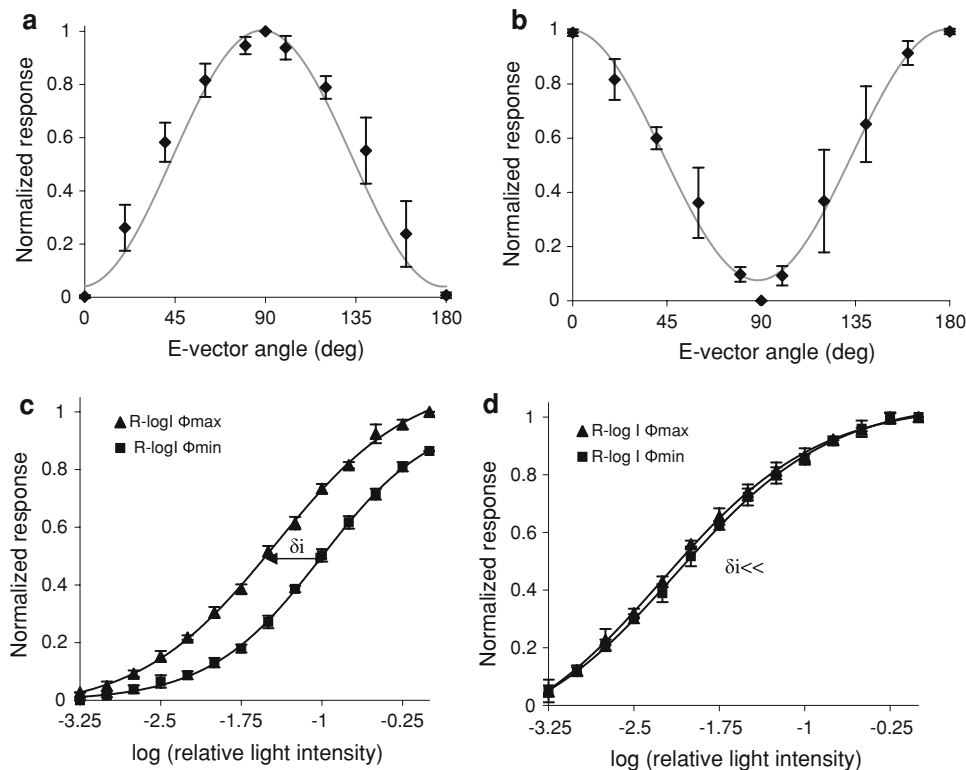 a
Normalized response
1
0.8
0.6
0.4
0.2
0
0 45 90 135 180
E-vector angle (deg)
b
Normalized response
1
0.8
0.6
0.4
0.2
0
0 45 90 135 180
E-vector angle (deg)
c
Normalized response
1
0.8
0.6
0.4
0.2
0
R-logI Φmax
R-logI Φmin
δi
-3.25 -2.5 -1.75 -1 -0.25
log (relative light intensity)
d
Normalized response
1
0.8
0.6
0.4
0.2
0
R-log I Φmax
R-log I Φmin
δi<<
-3.25 -2.5 -1.75 -1 -0.25
log (relative light intensity)